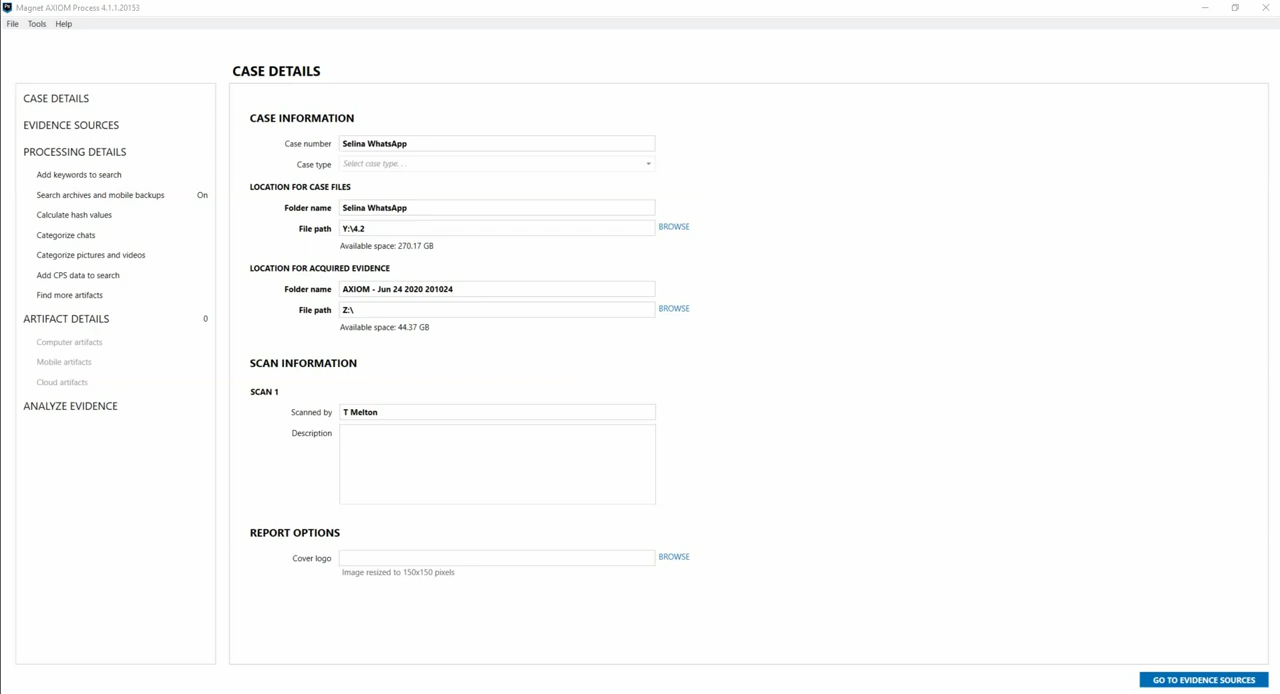 Magnet AXIOM Process 4.1.1.20153
File Tools Help
CASE DETAILS
EVIDENCE SOURCES
PROCESSING DETAILS
Add keywords to search
Search archives and mobile backups On
Calculate hash values
Categorize chats
Categorize pictures and videos
Add CPS data to search
Find more artifacts
ARTIFACT DETAILS 0
Computer artifacts
Mobile artifacts
Cloud artifacts
ANALYZE EVIDENCE
CASE DETAILS
CASE INFORMATION
Case number Selina WhatsApp
Case type Select case type. . .
LOCATION FOR CASE FILES
Folder name Selina WhatsApp
File path Y:\4.2 BROWSE
Available space: 270.17 GB
LOCATION FOR ACQUIRED EVIDENCE
Folder name AXIOM - Jun 24 2020 201024
File path Z:\ BROWSE
Available space: 44.37 GB
SCAN INFORMATION
SCAN 1
Scanned by T Melton
Description
REPORT OPTIONS
Cover logo BROWSE
Image resized to 150x150 pixels
GO TO EVIDENCE SOURCES